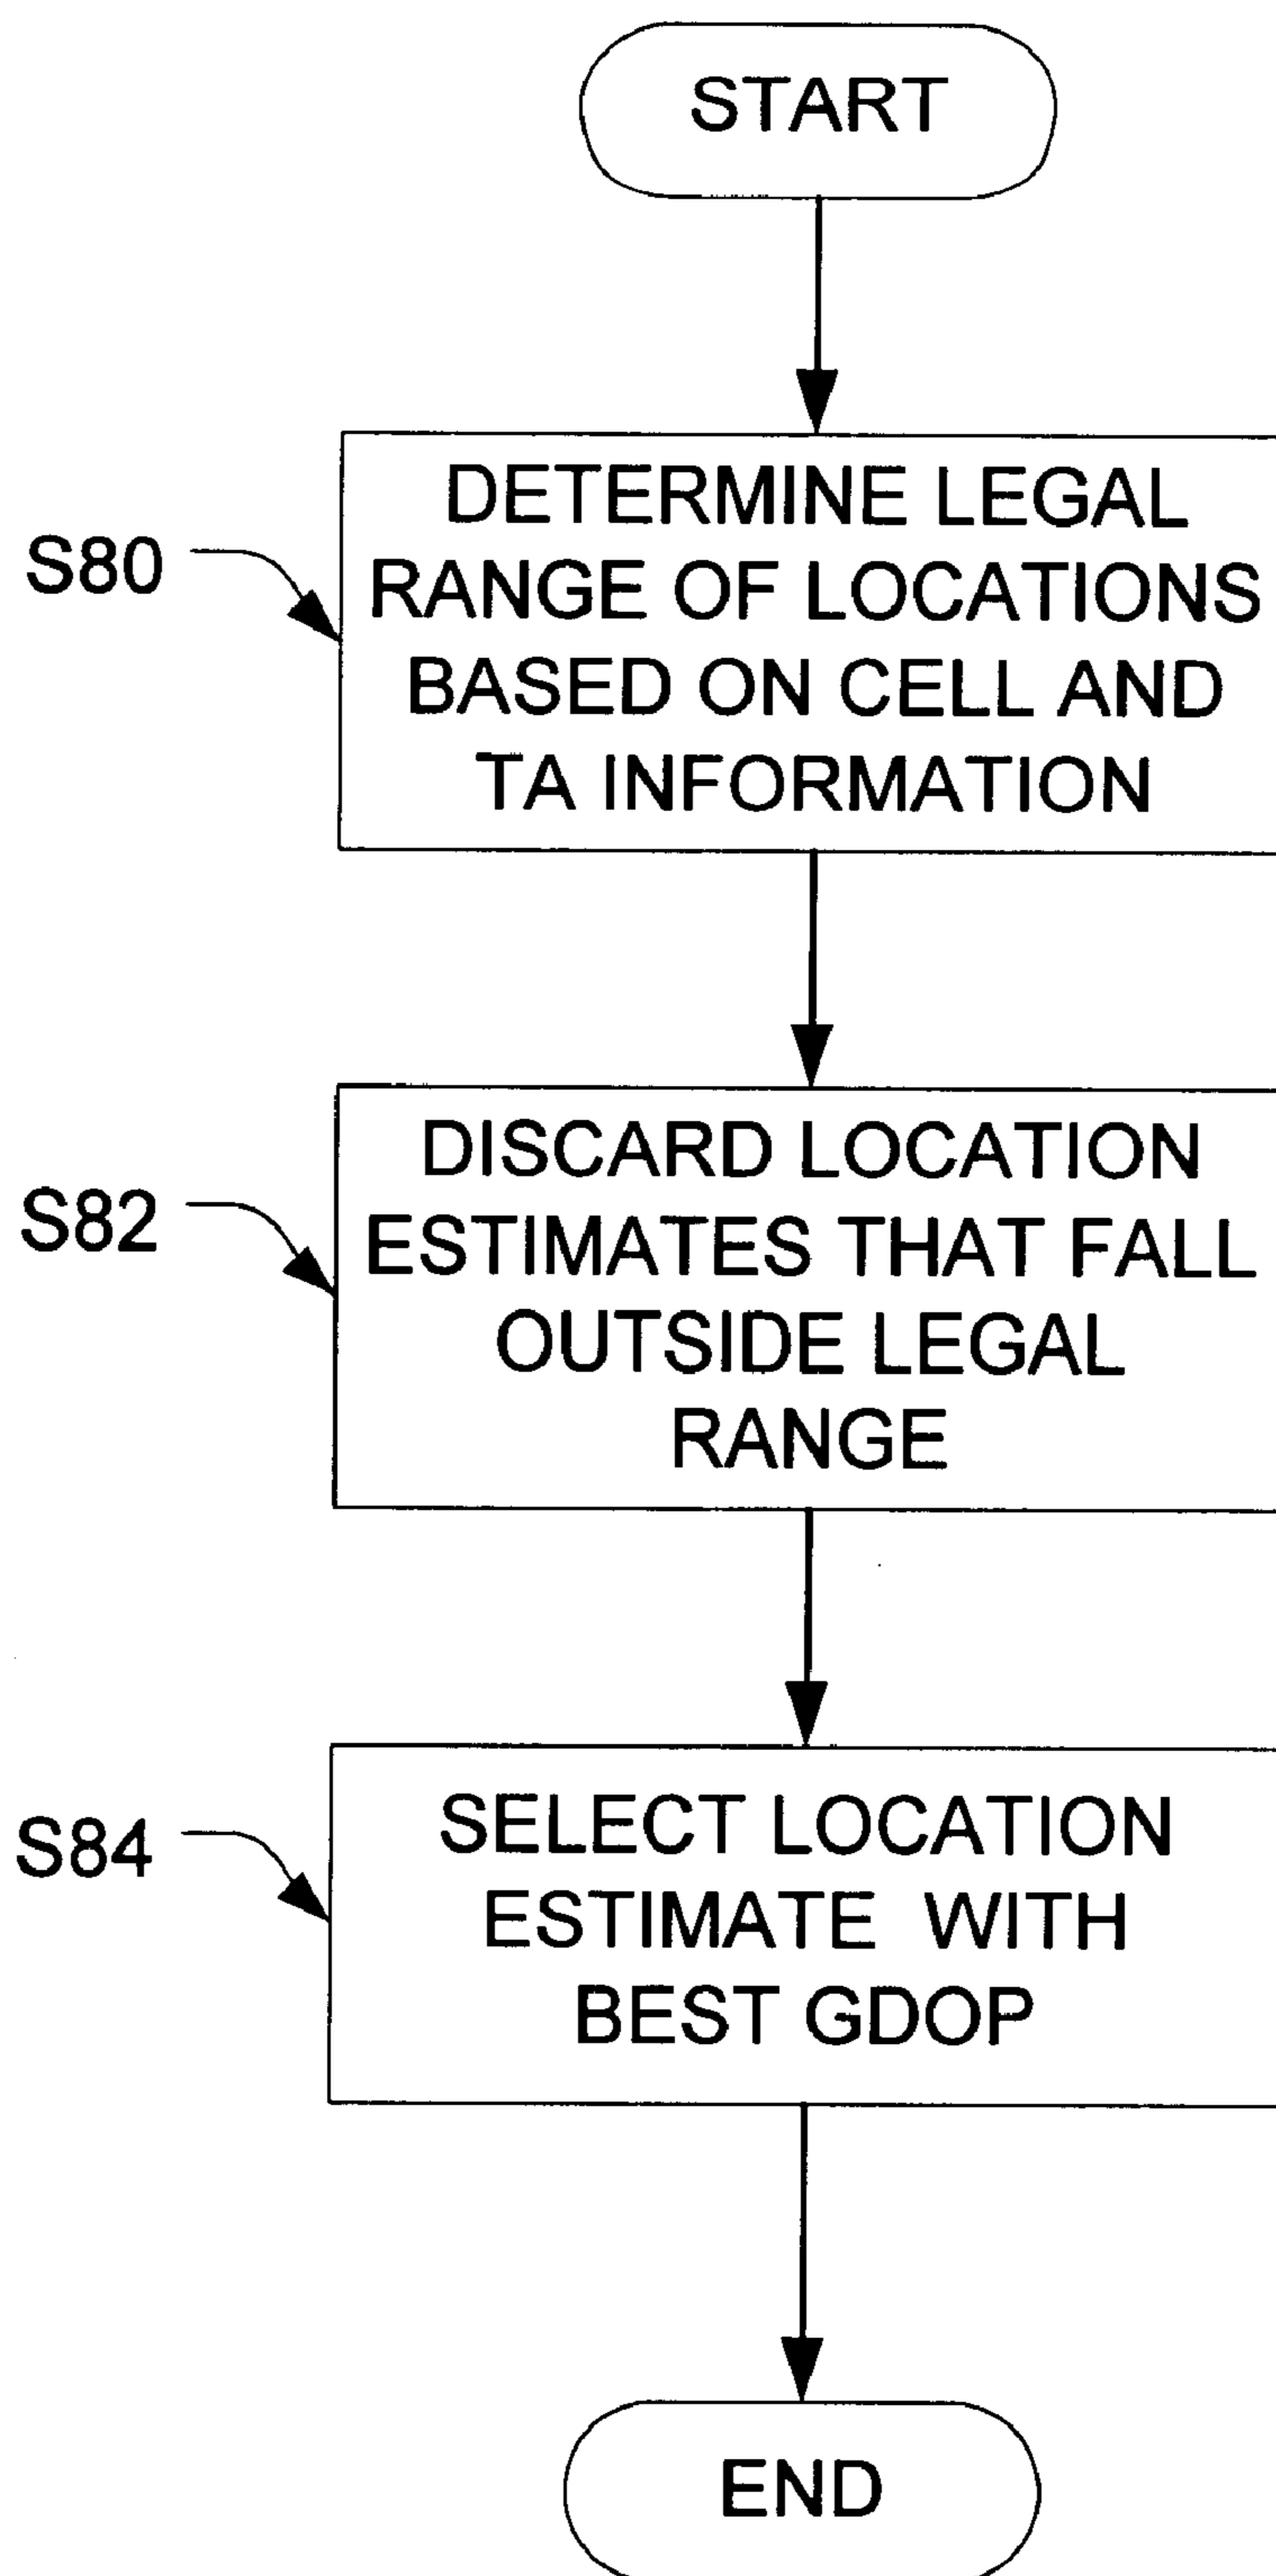 START
S80
DETERMINE LEGAL
RANGE OF LOCATIONS
BASED ON CELL AND
TA INFORMATION
S82
DISCARD LOCATION
ESTIMATES THAT FALL
OUTSIDE LEGAL
RANGE
S84
SELECT LOCATION
ESTIMATE WITH
BEST GDOP
END